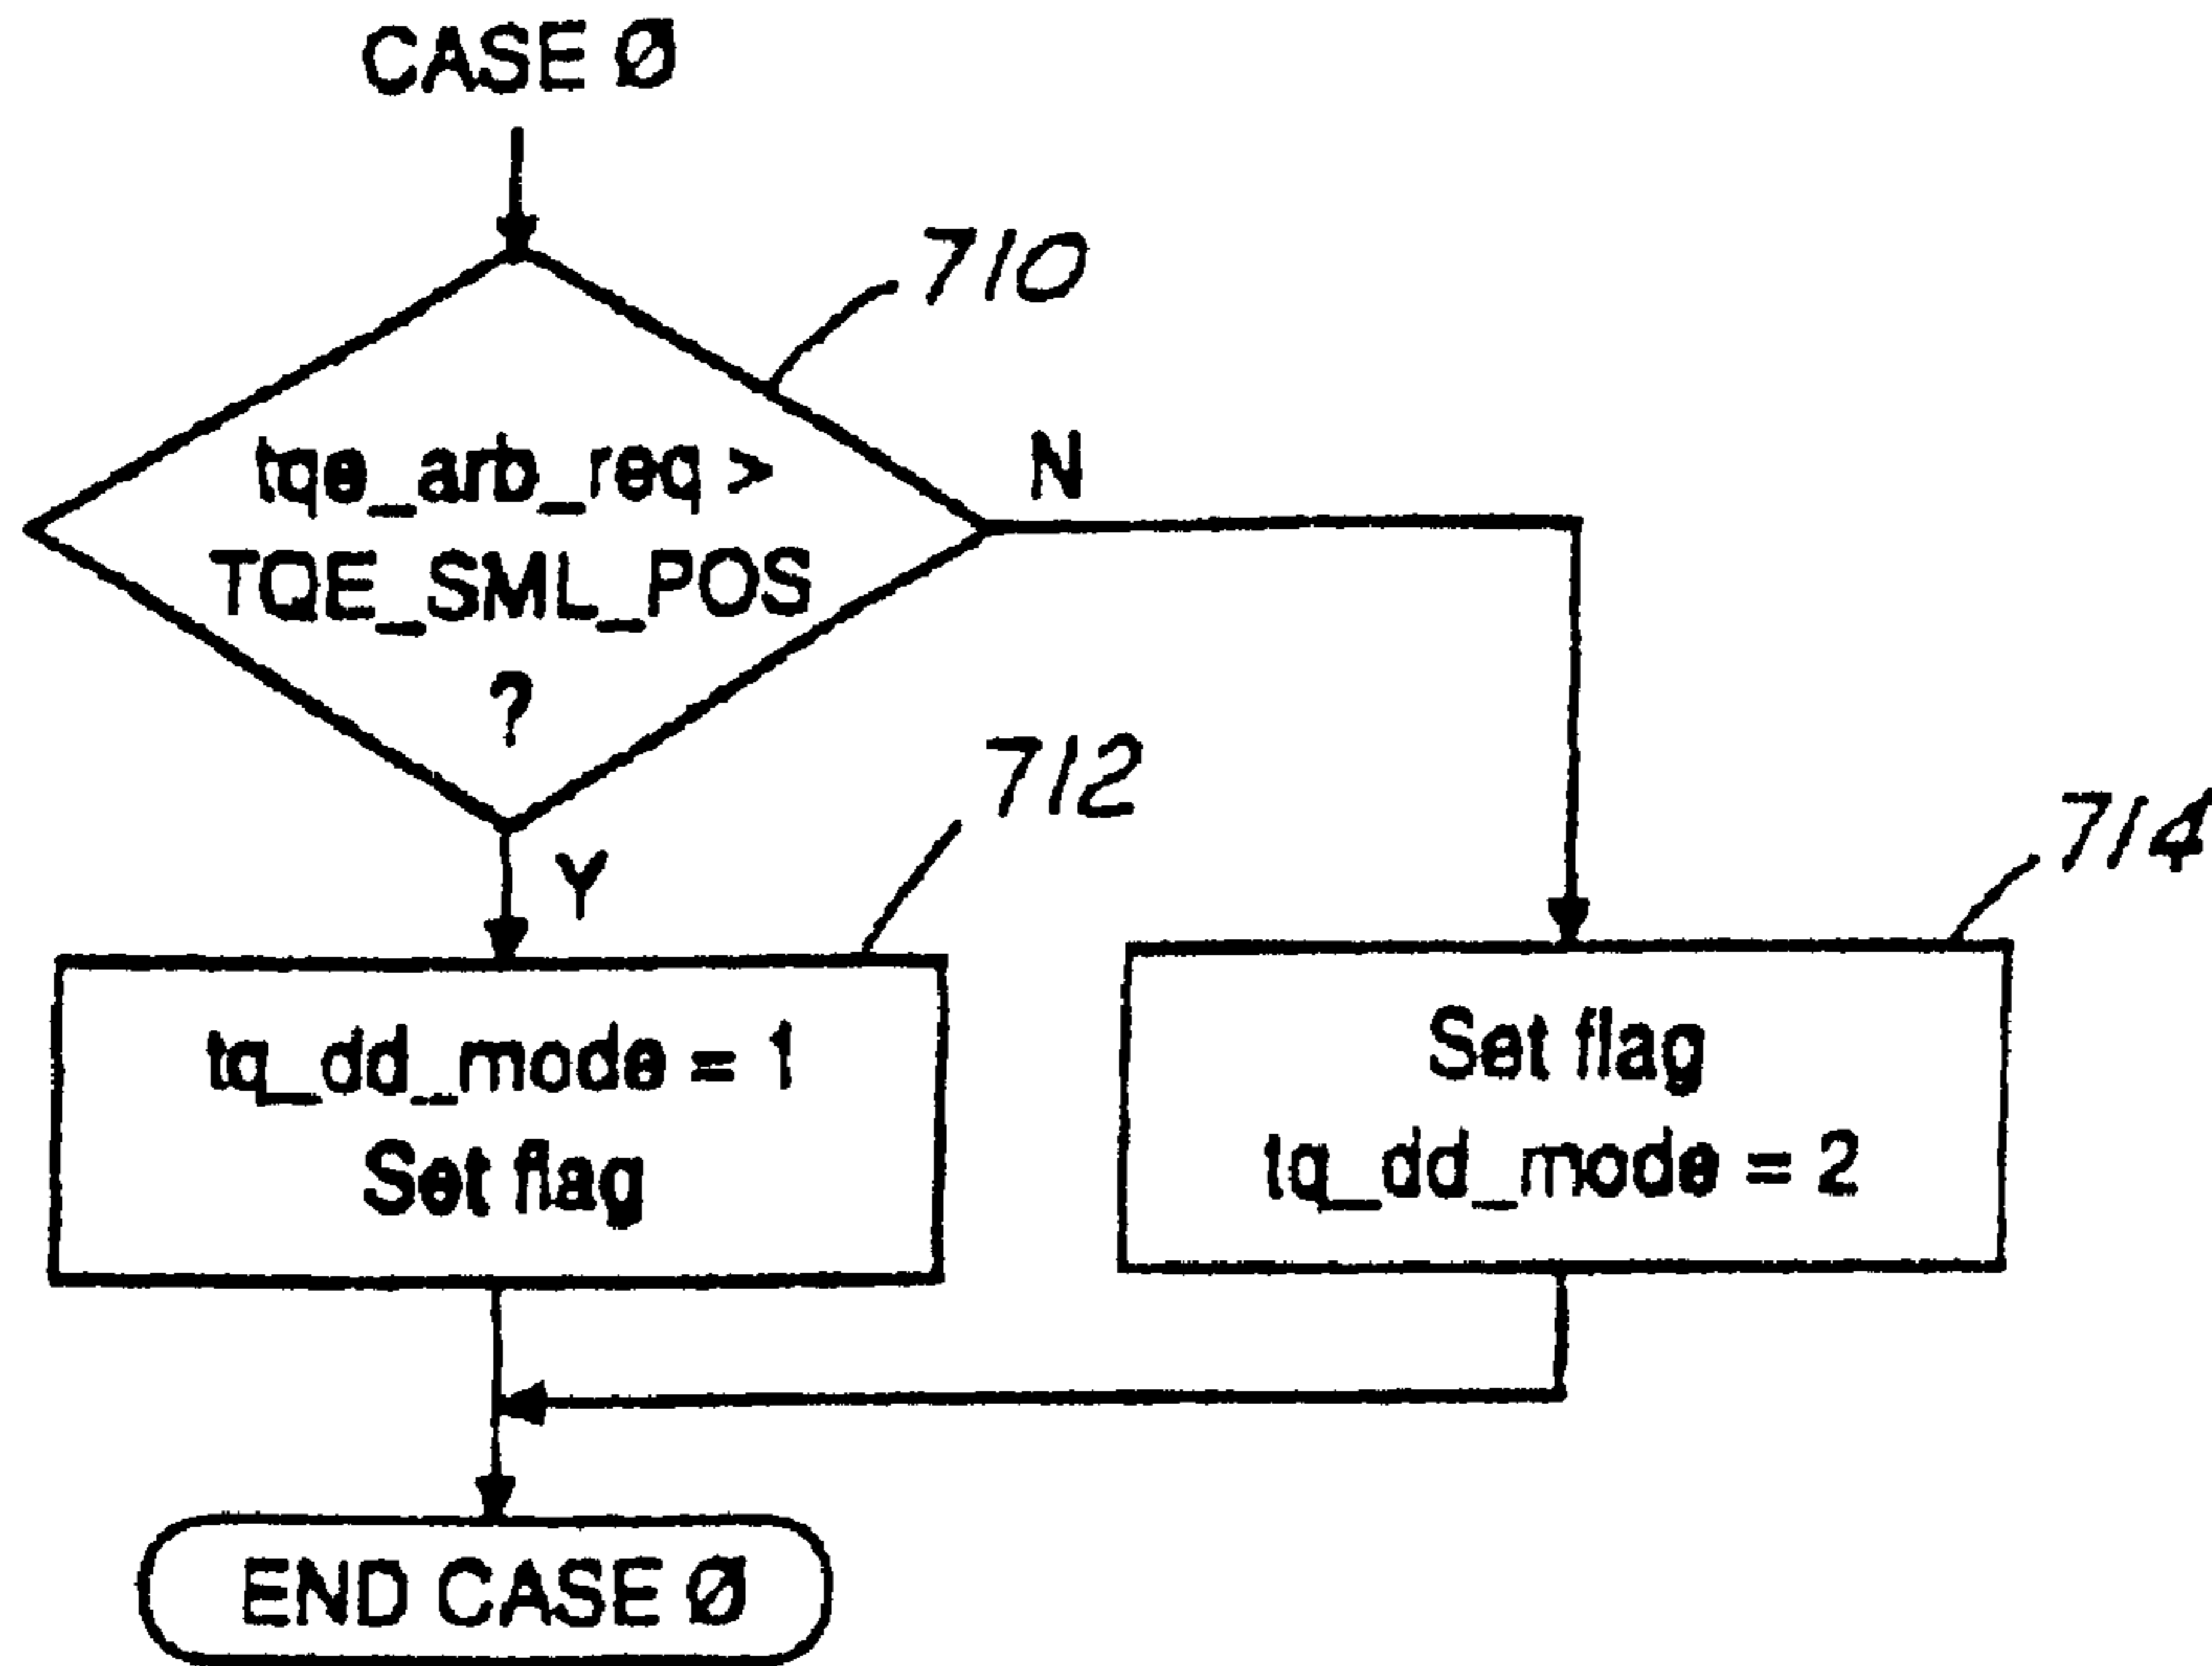 CASE Ø
710
tqe_arb_req >
TQE_SML_POS
?
N
Y
712
tq_dd_mode = 1
Set flag
714
Set flag
tq_dd_mode = 2
END CASE Ø